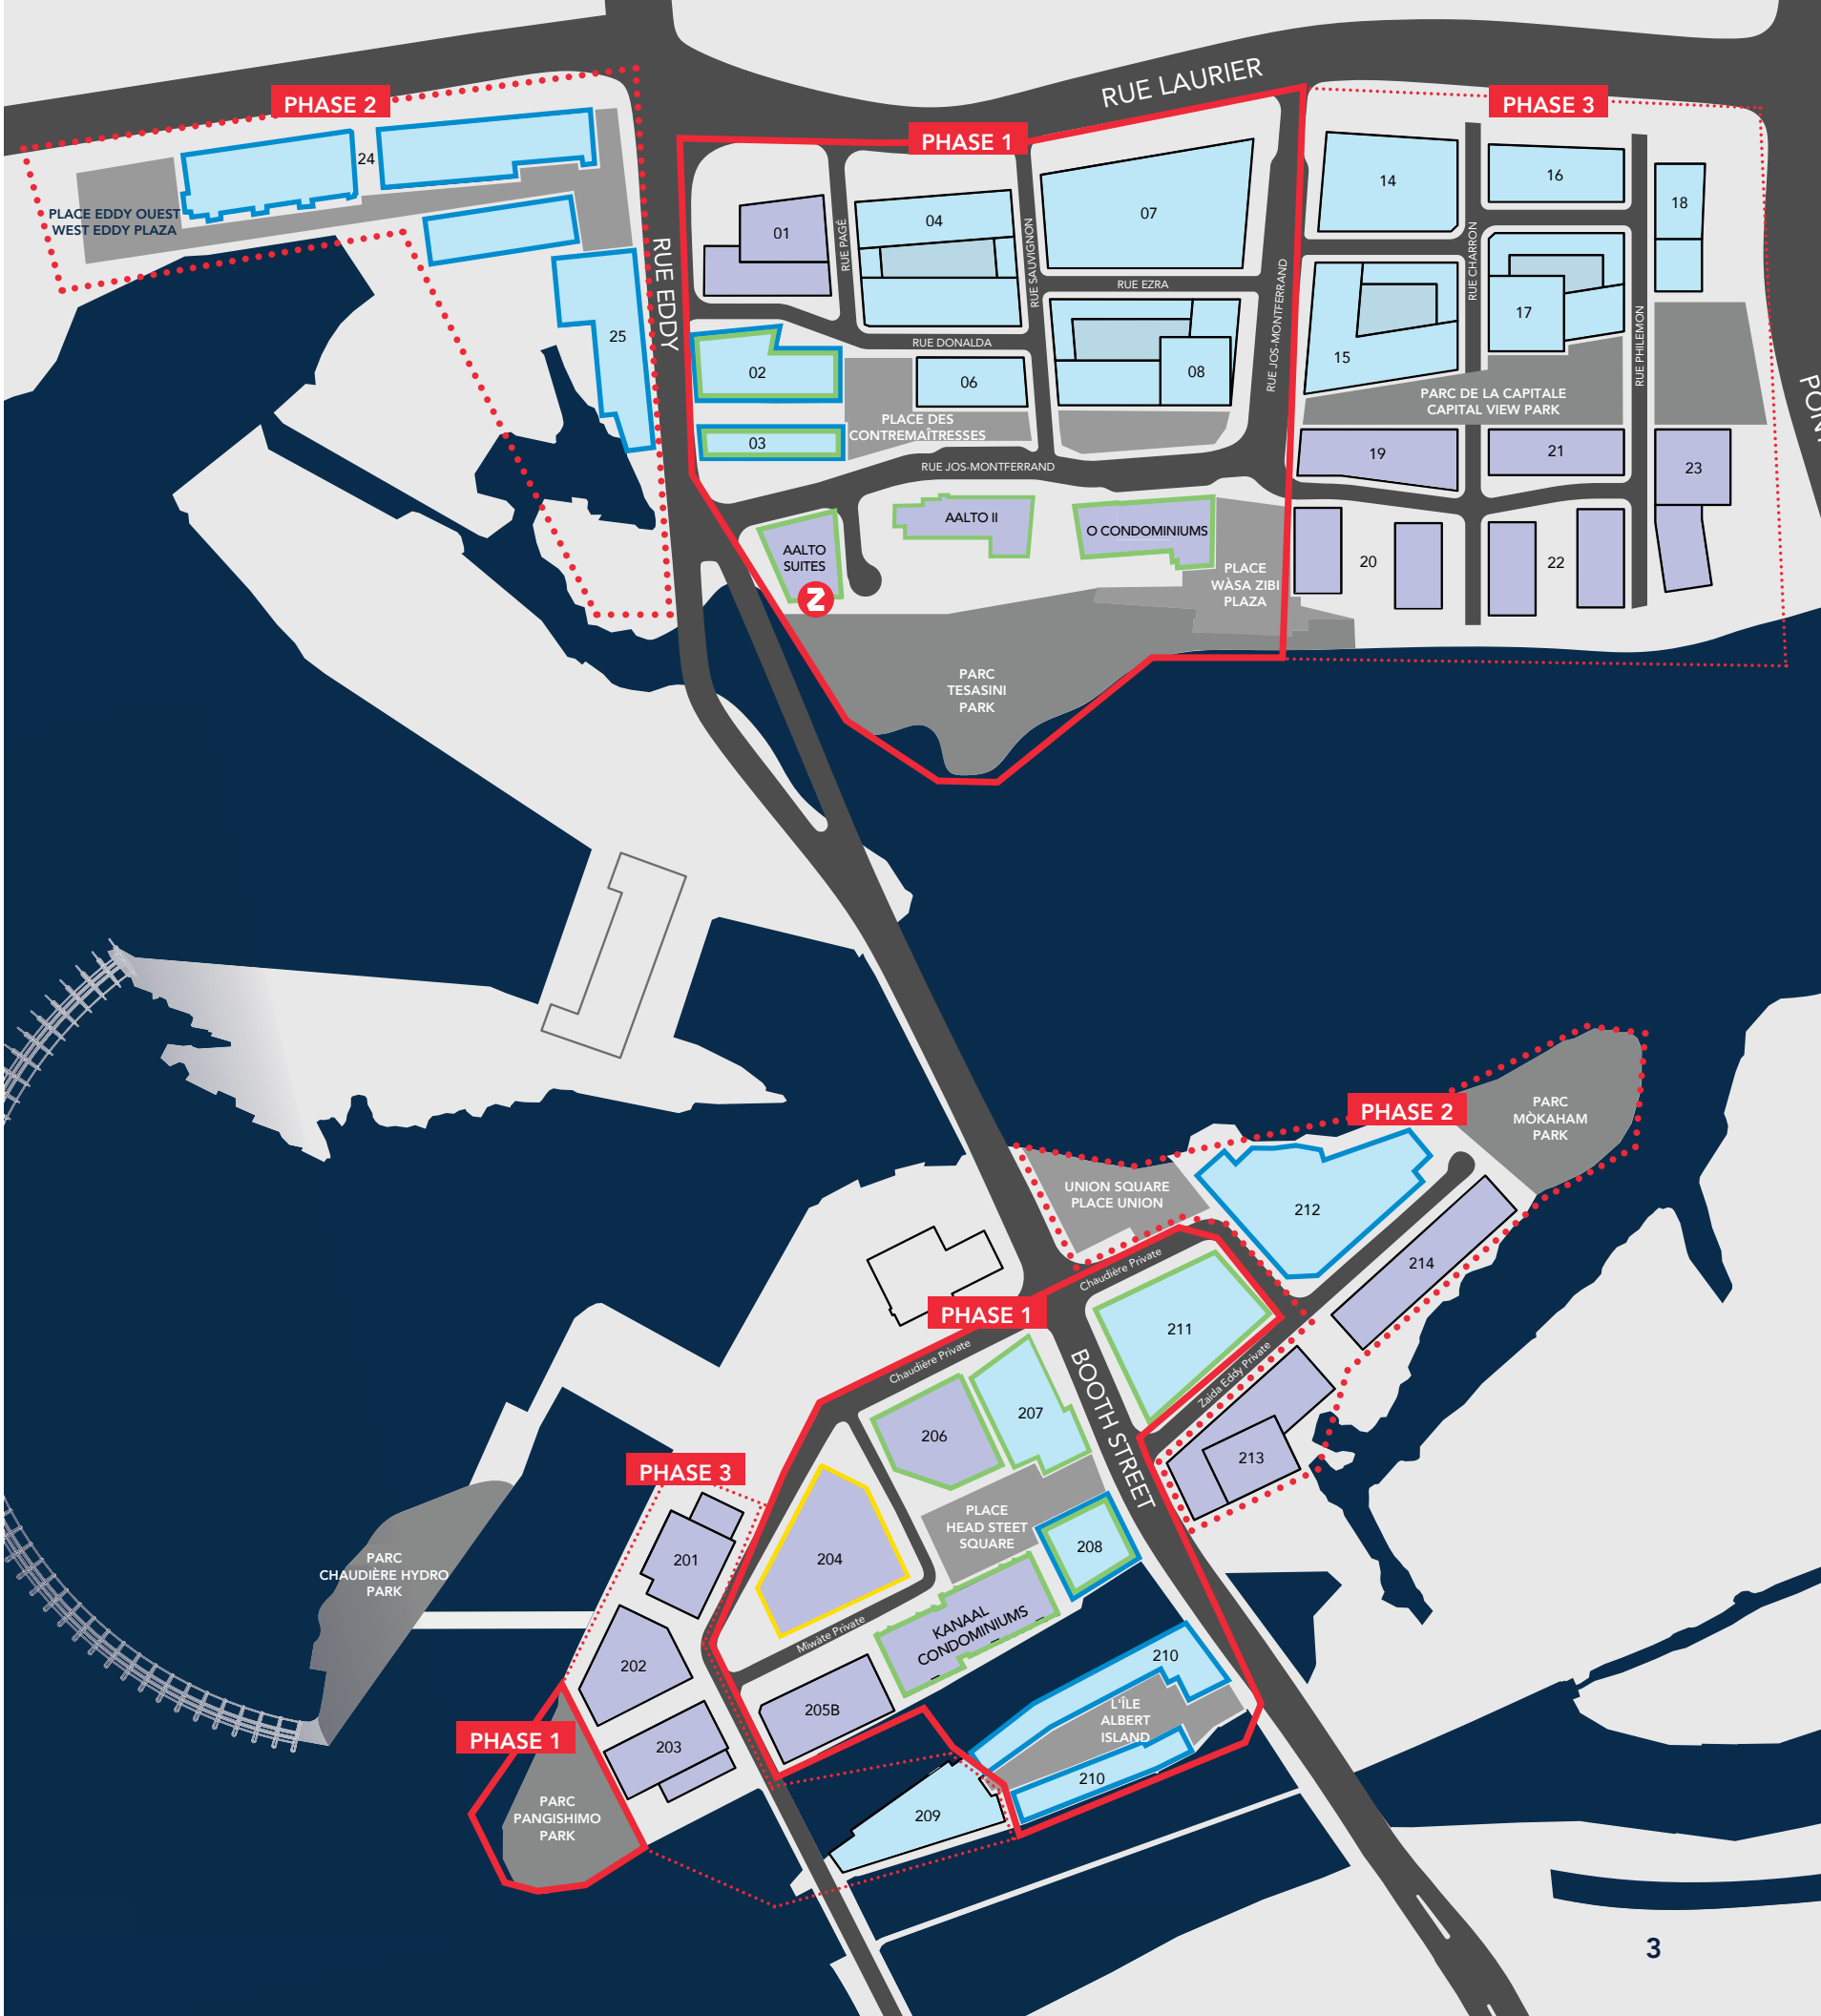 RUE LAURIER
PHASE 2
PHASE 1
PHASE 3
24
PLACE EDDY OUEST
WEST EDDY PLAZA
25
RUE EDDY
01
RUE PAGÉ
04
RUE SAUVIGNON
07
RUE EZRA
RUE JOS-MONTFERRAND
RUE DONALDA
02
06
08
03
PLACE DES
CONTREMAÎTRESSES
RUE JOS-MONTFERRAND
AALTO
SUITES
Z
AALTO II
O CONDOMINIUMS
PLACE
WÀSA ZIBI
PLAZA
PARC
TESASINI
PARK
14
16
18
RUE CHARRON
RUE PHILEMON
15
17
PARC DE LA CAPITALE
CAPITAL VIEW PARK
19
21
23
20
22
PONT
PHASE 2
PARC
MÒKAHAM
PARK
UNION SQUARE
PLACE UNION
212
214
Chaudière Private
PHASE 1
211
Chaudière Private
BOOTH STREET
Zaida Eddy Private
206
207
213
PHASE 3
PLACE
HEAD STEET
SQUARE
208
204
201
PARC
CHAUDIÈRE HYDRO
PARK
Miwàte Private
KANAAL
CONDOMINIUMS
202
205B
210
L'ÎLE
ALBERT
ISLAND
PHASE 1
203
210
209
PARC
PANGISHIMO
PARK
3